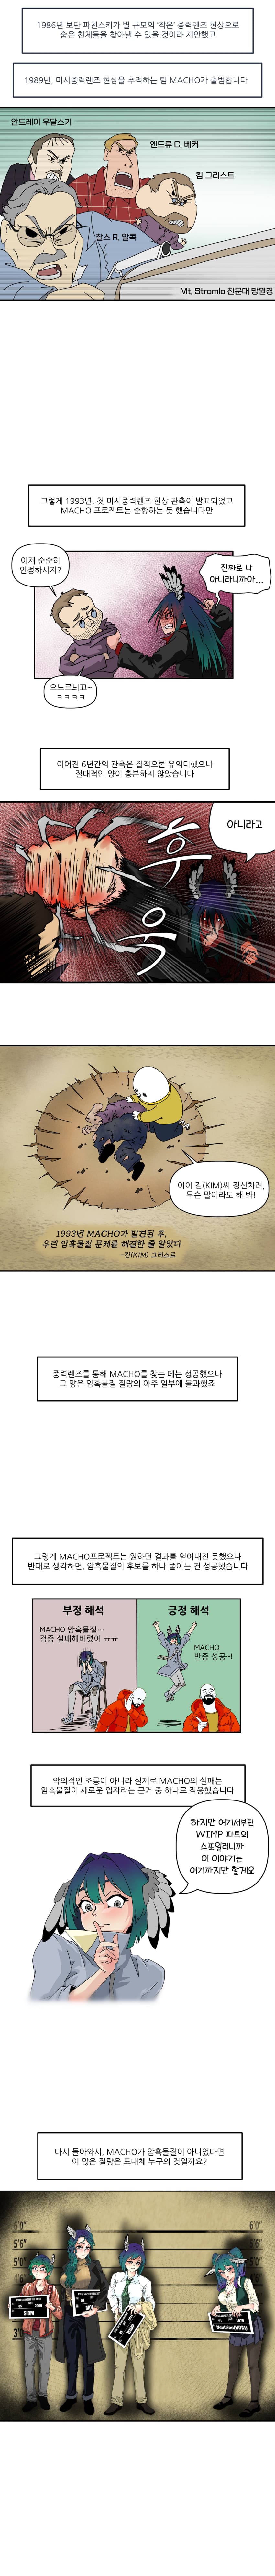 1986년 보단 파친스키가 별 규모의 '작은' 중력렌즈 현상으로
숨은 천체들을 찾아낼 수 있을 것이라 제안했고
1989년, 미시중력렌즈 현상을 추적하는 팀 MACHO가 출범합니다
안드레이 우달스키
앤드류 C. 베커
킴 그리스트
찰스 R. 알콕
Mt. Stromlo 천문대 망원경
그렇게 1993년, 첫 미시중력렌즈 현상 관측이 발표되었고
MACHO 프로젝트는 순항하는 듯 했습니다만
이제 순순히
인정하시지?
진짜로 나
아니라니까아...
으느르늬끄~
ㅋㅋㅋㅋ
이어진 6년간의 관측은 질적으론 유의미했으나
절대적인 양이 충분하지 않았습니다
아니라고
후
욱
어이 김(KIM)씨 정신차려,
무슨 말이라도 해 봐!
1993년 MACHO가 발견된 후,
우린 암흑물질 문제를 해결한 줄 알았다
-킴(KIM) 그리스트
중력렌즈를 통해 MACHO를 찾는 데는 성공했으나
그 양은 암흑물질 질량의 아주 일부에 불과했죠
그렇게 MACHO프로젝트는 원하던 결과를 얻어내진 못했으나
반대로 생각하면, 암흑물질의 후보를 하나 줄이는 건 성공했습니다
부정 해석
긍정 해석
MACHO 암흑물질...
검증 실패해버렸어 ㅠㅠ
MACHO
반증 성공~!
악의적인 조롱이 아니라 실제로 MACHO의 실패는
암흑물질이 새로운 입자라는 근거 중 하나로 작용했습니다
하지만 여기서부턴
WIMP 파트의
스포일러니까
이 이야기는
여기까지만 할게요
다시 돌아와서, MACHO가 암흑물질이 아니었다면
이 많은 질량은 도대체 누구의 것일까요?
6'0"
6'0"
5'6"
5'6"
5'0"
5'0"
SDM
Neutrino(HDM)